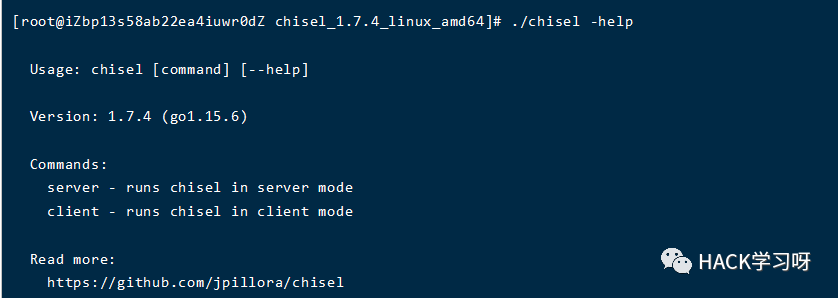 [root@iZbp13s58ab22ea4iuwr0dZ chisel_1.7.4_linux_amd64]# ./chisel -help
Usage: chisel [command] [--help]
Version: 1.7.4 (go1.15.6)
Commands:
server - runs chisel in server mode
client - runs chisel in client mode
Read more:
https://github.com/jpillora/chisel
HACK学习呀